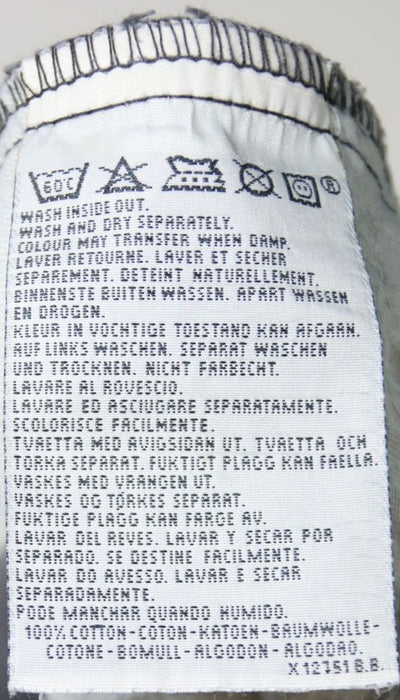 60C ®
WASH INSIDE OUT.
WASH AND DRY SEPARATELY.
COLOUR MAY TRANSFER WHEN DAMP.
LAVER RETOURNE. LAVER ET SECHER
SEPAREMENT. DETEINT NATURELLEMENT.
BINNENSTE BUITEN WASSEN. APART WASSEN
EN DROGEN.
KLEUR IN VOCHTIGE TOESTAND KAN AFGAAN.
AUF LINKS WASCHEN. SEPARAT WASCHEN
UND TROCKNEN. NICHT FARBECHT.
LAVARE AL ROVESCIO.
LAVARE ED ASCIUGARE SEPARATAMENTE.
SCOLORISCE FACILMENTE.
TVAETTA MED AVIGSIDAN UT. TVAETTA OCH
TORKA SEPARAT. FUKTIGT PLAGG KAN FAELLA.
VASKES MED VRANGEN UT.
VASKES OG TØRKES SEPARAT.
FUKTIGE PLAGG KAN FARGE AV.
LAVAR DEL REVES. LAVAR Y SECAR POR
SEPARADO. SE DESTINE FACILMENTE.
LAVAR DO AVESSO. LAVAR E SECAR
SEPARADAMENTE.
PODE MANCHAR QUANDO HUMIDO.
100% COTTON-COTON-KATOEN-BAUMWOLLE-
COTONE-BOMULL-ALGODON-ALGODAO.
X 12751 B.B.